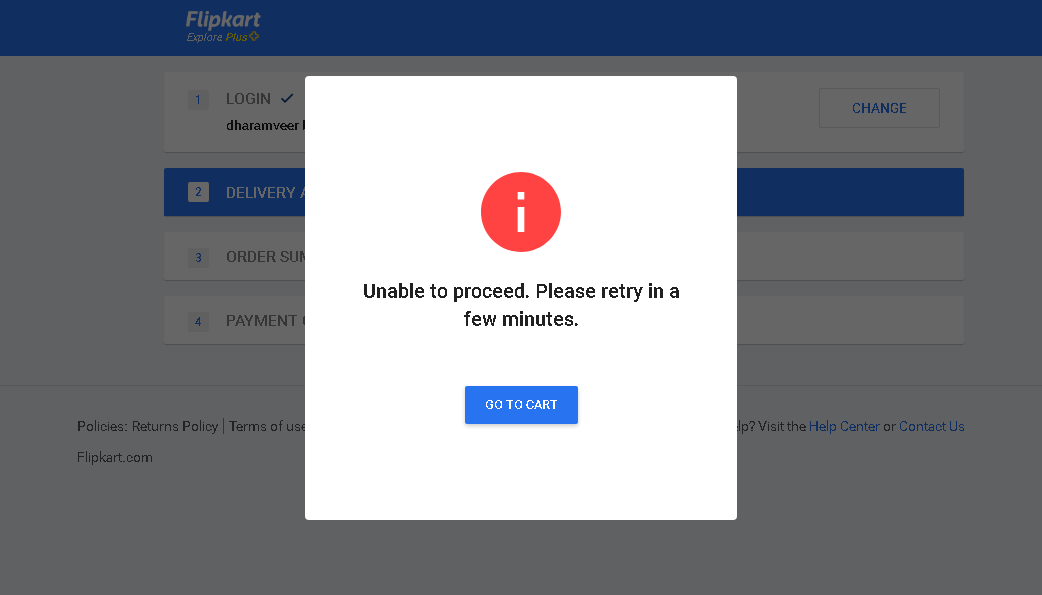 Flipkart
Explore Plus
1 LOGIN
dharamveer
CHANGE
2 DELIVERY
3 ORDER
4 PAYMENT
Unable to proceed. Please retry in a
few minutes.
GO TO CART
Policies: Returns Policy | Terms of use
Visit the Help Center or Contact Us
Flipkart.com